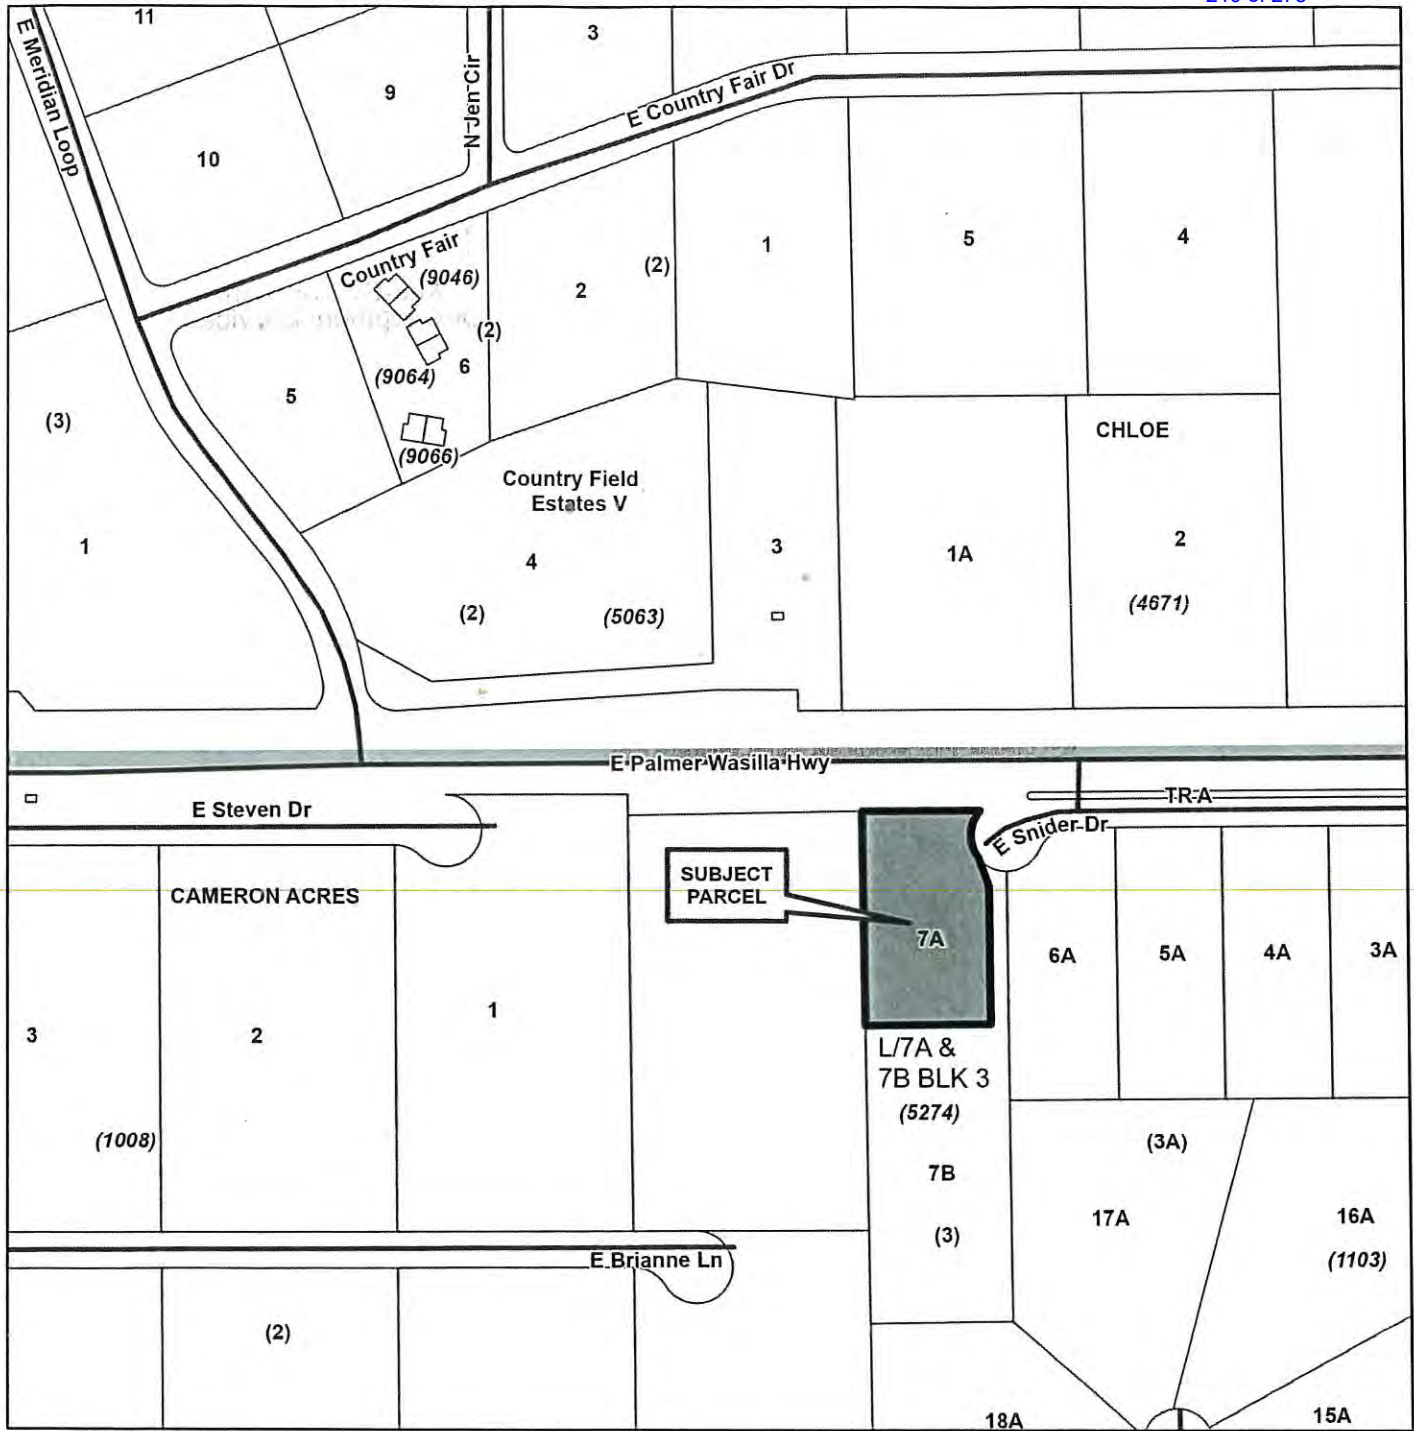 11
3
E Meridian Loop
9
N Jen Cir
E Country Fair Dr
10
Country Fair
(9046)
2
(2)
1
5
4
(2)
(9064)
6
5
(3)
(9066)
CHLOE
Country Field
Estates V
1
4
3
1A
2
(2)
(5063)
(4671)
E Palmer Wasilla Hwy
E Steven Dr
TR A
E Snider Dr
SUBJECT
PARCEL
CAMERON ACRES
7A
6A
5A
4A
3A
3
2
1
L/7A &
7B BLK 3
(5274)
(1008)
(3A)
7B
17A
16A
(3)
(1103)
E Brianne Ln
(2)
18A
15A